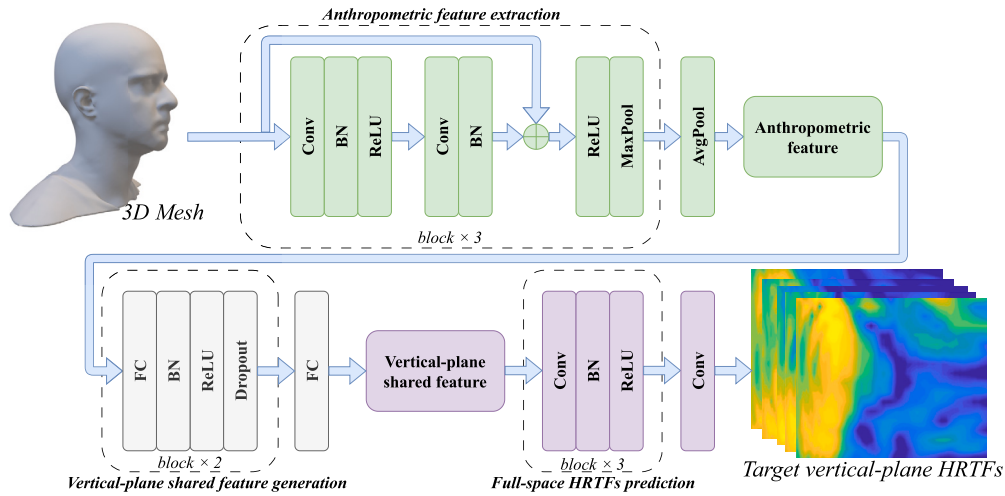 Anthropometric feature extraction
Conv
BN
ReLU
Conv
BN
ReLU
MaxPool
AvgPool
Anthropometric
feature
3D Mesh
block × 3
FC
BN
ReLU
Dropout
FC
Vertical-plane
shared feature
Conv
BN
ReLU
Conv
block × 2
block × 3
Vertical-plane shared feature generation
Full-space HRTFs prediction
Target vertical-plane HRTFs